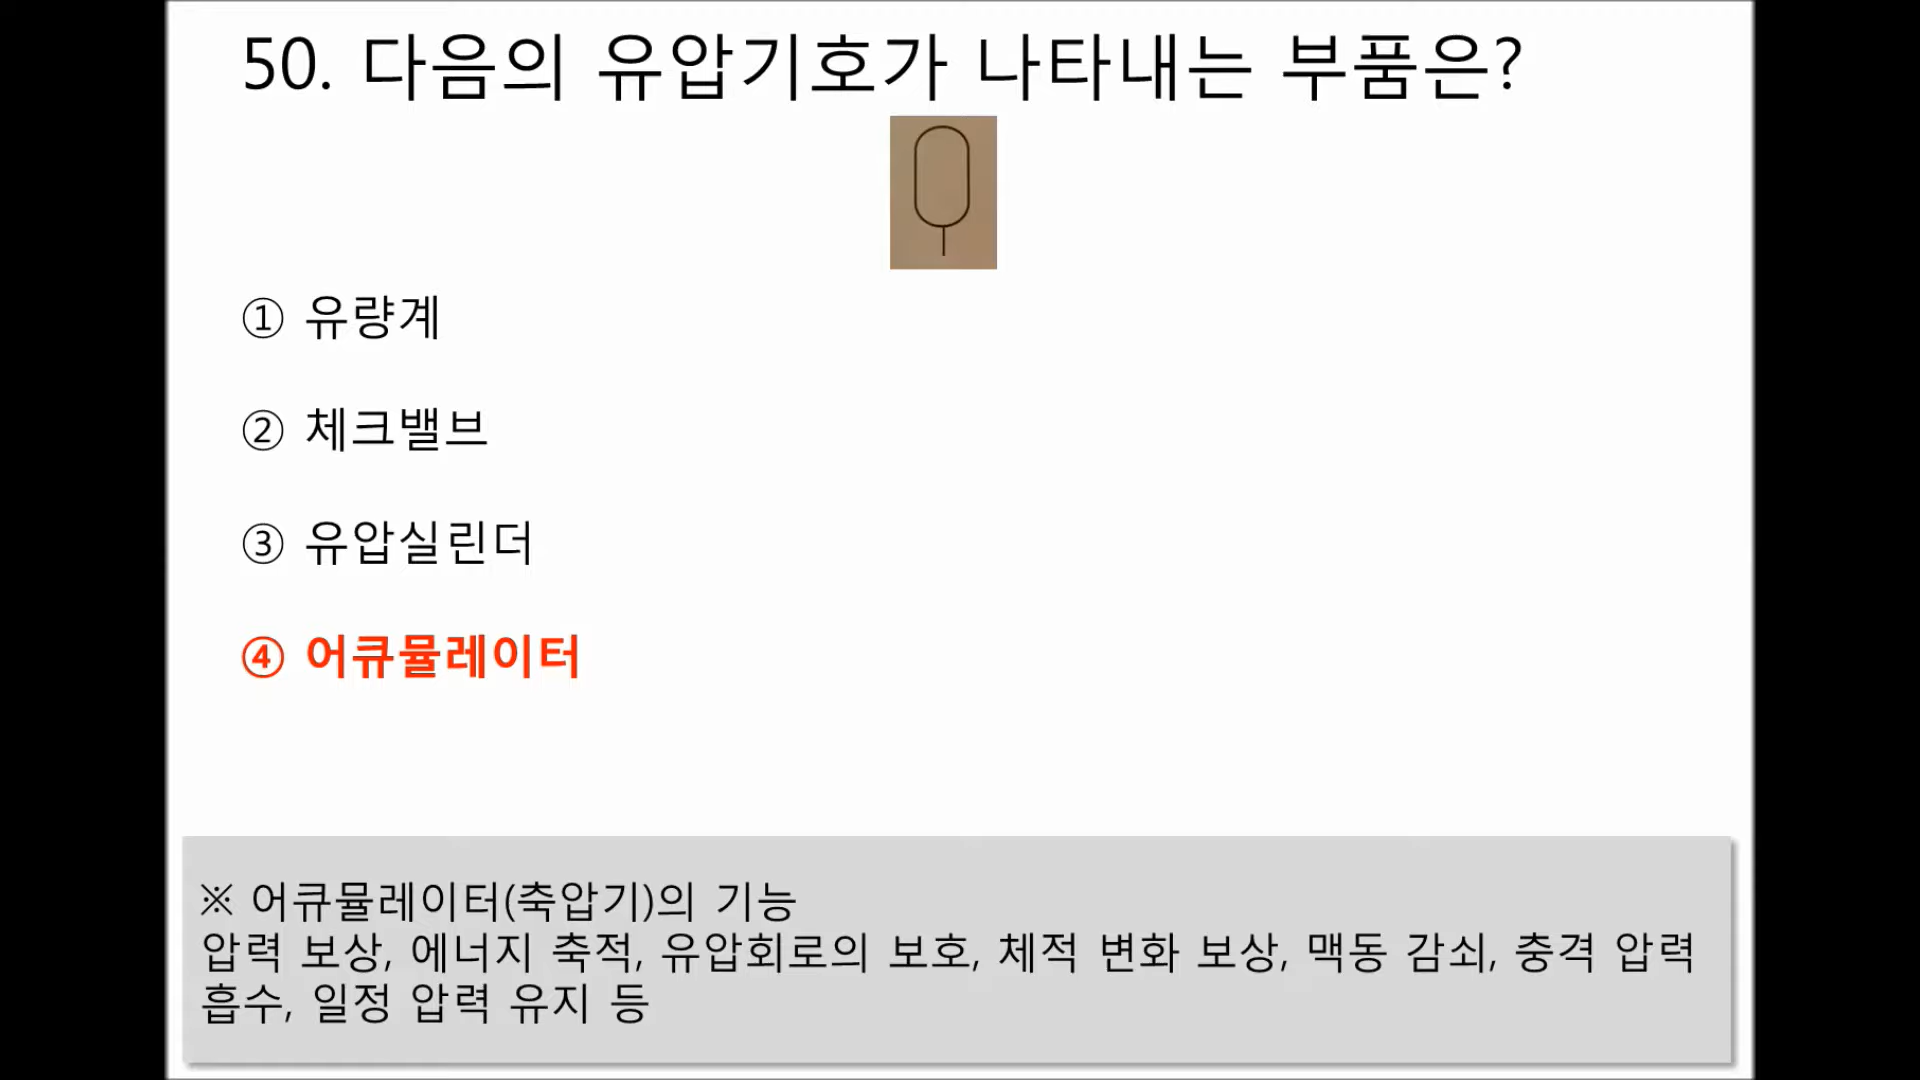 50. 다음의 유압기호가 나타내는 부품은?
① 유량계
② 체크밸브
③ 유압실린더
④ 어큐뮬레이터
※ 어큐뮬레이터(축압기)의 기능
압력 보상, 에너지 축적, 유압회로의 보호, 체적 변화 보상, 맥동 감쇠, 충격 압력
흡수, 일정 압력 유지 등